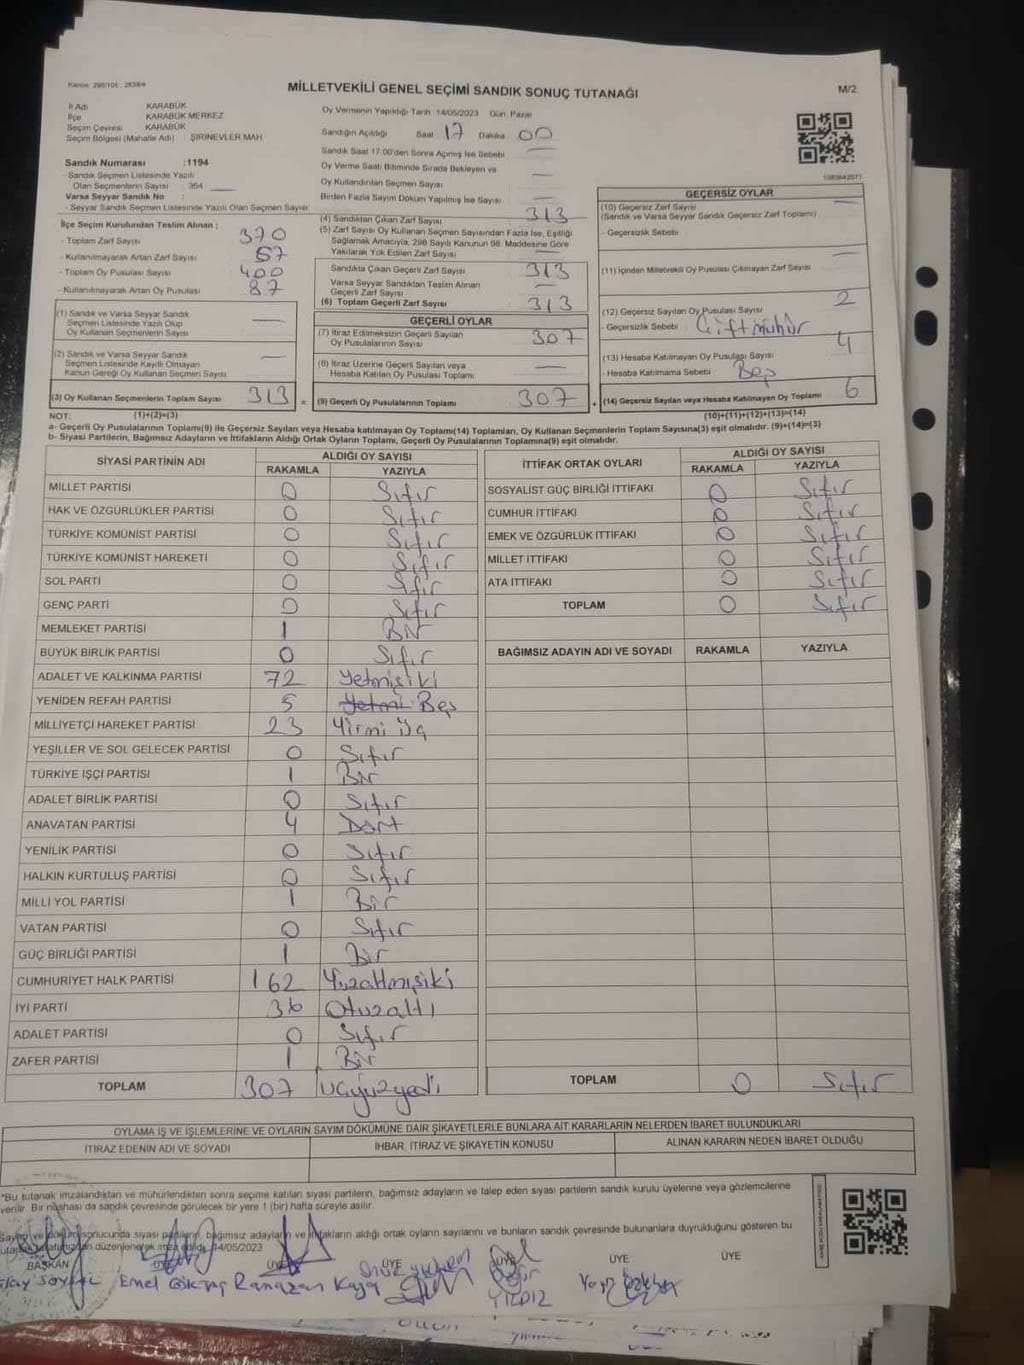 MİLLETVEKİLİ GENEL SEÇİMİ SANDIK SONUÇ TUTANAĞI
M/2
İl Adı KARABÜK
İlçe KARABÜK MERKEZ
Seçim Çevresi KARABÜK
Seçim Bölgesi (Mahalle Adı) ŞİRİNEVLER MAH.
Sandık Numarası :1194
- Sandık Seçmen Listesinde Yazılı
Olan Seçmenlerin Sayısı : 364
Varsa Seyyar Sandık No :
- Seyyar Sandık Seçmen Listesinde Yazılı Olan Seçmen Sayısı
Oy Vermenin Yapıldığı Tarih 14/05/2023 Gün Pazar
Sandığın Açıldığı Saat 17 Dakika 00
Sandık Saat 17:00'den Sonra Açımış İse Sebebi
Oy Verme Saati Bitiminde Sırada Bekleyen ve
Oy Kullandırılan Seçmen Sayısı
Birden Fazla Sayım Döküm Yapılmış İse Sayısı
İlçe Seçim Kurulundan Teslim Alınan ;
- Toplam Zarf Sayısı 370
- Kullanılmayarak Artan Zarf Sayısı 57
- Toplam Oy Pusulası Sayısı 400
- Kullanılmayarak Artan Oy Pusulası 87
(1) Sandık ve Varsa Seyyar Sandık
Seçmen Listesinde Yazılı Olup
Oy Kullanan Seçmenlerin Sayısı
(2) Sandık ve Varsa Seyyar Sandık
Seçmen Listesinde Kayıtlı Olmayan
Kanun Gereği Oy Kullanan Seçmen Sayısı
(3) Oy Kullanan Seçmenlerin Toplam Sayısı 313
(4) Sandıktan Çıkan Zarf Sayısı 313
(5) Zarf Sayısı Oy Kullanan Seçmen Sayısından Fazla İse, Eşitliği
Sağlamak Amacıyla, 298 Sayılı Kanunun 98. Maddesine Göre
Yakılarak Yok Edilen Zarf Sayısı
Sandıkta Çıkan Geçerli Zarf Sayısı 313
Varsa Seyyar Sandıktan Teslim Alınan
Geçerli Zarf Sayısı
(6) Toplam Geçerli Zarf Sayısı 313
GEÇERLİ OYLAR
(7) İtiraz Edilmeksizin Geçerli Sayılan
Oy Pusulalarının Sayısı 307
(8) İtiraz Üzerine Geçerli Sayılan veya
Hesaba Katılan Oy Pusulası Toplamı
(9) Geçerli Oy Pusulalarının Toplamı 307
GEÇERSİZ OYLAR
(10) Geçersiz Zarf Sayısı
(Sandık ve Varsa Seyyar Sandık Geçersiz Zarf Toplamı)
- Geçersizlik Sebebi
(11) İçinden Milletvekili Oy Pusulası Çıkmayan Zarf Sayısı
(12) Geçersiz Sayılan Oy Pusulası Sayısı 2
- Geçersizlik Sebebi Çiftmühür
(13) Hesaba Katılmayan Oy Pusulası Sayısı 4
- Hesaba Katılmama Sebebi Boş
(14) Geçersiz Sayılan veya Hesaba Katılmayan Oy Toplamı 6
NOT: (1)+(2)=(3) (10)+(11)+(12)+(13)=(14)
a- Geçerli Oy Pusulalarının Toplamı(9) ile Geçersiz Sayılan veya Hesaba katılmayan Oy Toplamı(14) Toplamları, Oy Kullanan Seçmenlerin Toplam Sayısına(3) eşit olmalıdır. (9)+(14)=(3)
b- Siyasi Partilerin, Bağımsız Adayların ve İttifakların Aldığı Ortak Oyların Toplamı, Geçerli Oy Pusulalarının Toplamına(9) eşit olmalıdır.
SİYASİ PARTİNİN ADI ALDIĞI OY SAYISI
RAKAMLA YAZIYLA
MİLLET PARTİSİ 0 Sıfır
HAK VE ÖZGÜRLÜKLER PARTİSİ 0 Sıfır
TÜRKİYE KOMÜNİST PARTİSİ 0 Sıfır
TÜRKİYE KOMÜNİST HAREKETİ 0 Sıfır
SOL PARTİ 0 Sıfır
GENÇ PARTİ 0 Sıfır
MEMLEKET PARTİSİ 1 Bir
BÜYÜK BİRLİK PARTİSİ 0 Sıfır
ADALET VE KALKINMA PARTİSİ 72 Yetmişiki
YENİDEN REFAH PARTİSİ 5 Beş
MİLLİYETÇİ HAREKET PARTİSİ 23 Yirmi üç
YEŞİLLER VE SOL GELECEK PARTİSİ 0 Sıfır
TÜRKİYE İŞÇİ PARTİSİ 1 Bir
ADALET BİRLİK PARTİSİ 0 Sıfır
ANAVATAN PARTİSİ 4 Dört
YENİLİK PARTİSİ 0 Sıfır
HALKIN KURTULUŞ PARTİSİ 0 Sıfır
MİLLİ YOL PARTİSİ 1 Bir
VATAN PARTİSİ 0 Sıfır
GÜÇ BİRLİĞİ PARTİSİ 1 Bir
CUMHURİYET HALK PARTİSİ 162 Yüzaltmışiki
İYİ PARTİ 36 Otuzaltı
ADALET PARTİSİ 0 Sıfır
ZAFER PARTİSİ 1 Bir
TOPLAM 307 Üçyüzyedi
İTTİFAK ORTAK OYLARI ALDIĞI OY SAYISI
RAKAMLA YAZIYLA
SOSYALİST GÜÇ BİRLİĞİ İTTİFAKI 0 Sıfır
CUMHUR İTTİFAKI 0 Sıfır
EMEK VE ÖZGÜRLÜK İTTİFAKI 0 Sıfır
MİLLET İTTİFAKI 0 Sıfır
ATA İTTİFAKI 0 Sıfır
TOPLAM 0 Sıfır
BAĞIMSIZ ADAYIN ADI VE SOYADI RAKAMLA YAZIYLA
TOPLAM 0 Sıfır
OYLAMA İŞ VE İŞLEMLERİNE VE OYLARIN SAYIM DÖKÜMÜNE DAİR ŞİKAYETLERLE BUNLARA AİT KARARLARIN NELERDEN İBARET BULUNDUKLARI
İTİRAZ EDENİN ADI VE SOYADI İHBAR, İTİRAZ VE ŞİKAYETİN KONUSU ALINAN KARARIN NEDEN İBARET OLDUĞU
"Bu tutanak imzalandıktan ve mühürlendikten sonra seçime katılan siyasi partilerin, bağımsız adayların ve talep eden siyasi partilerin sandık kurulu üyelerine veya gözlemcilerine
verilir. Bir nüshası da sandık çevresinde görülecek bir yere 1 (bir) hafta süreyle asılır.
sonucunda siyasi partilerin, bağımsız adayların ve ittifakların aldığı ortak oyların sayılarını ve bunların sandık çevresinde bulunanlara duyrulduğunu gösteren bu
düzenlenerek imza edildi. 14/05/2023
BAŞKAN ÜYE ÜYE ÜYE ÜYE ÜYE
Emel Göktaş Ramazan Kaya YILDIZ